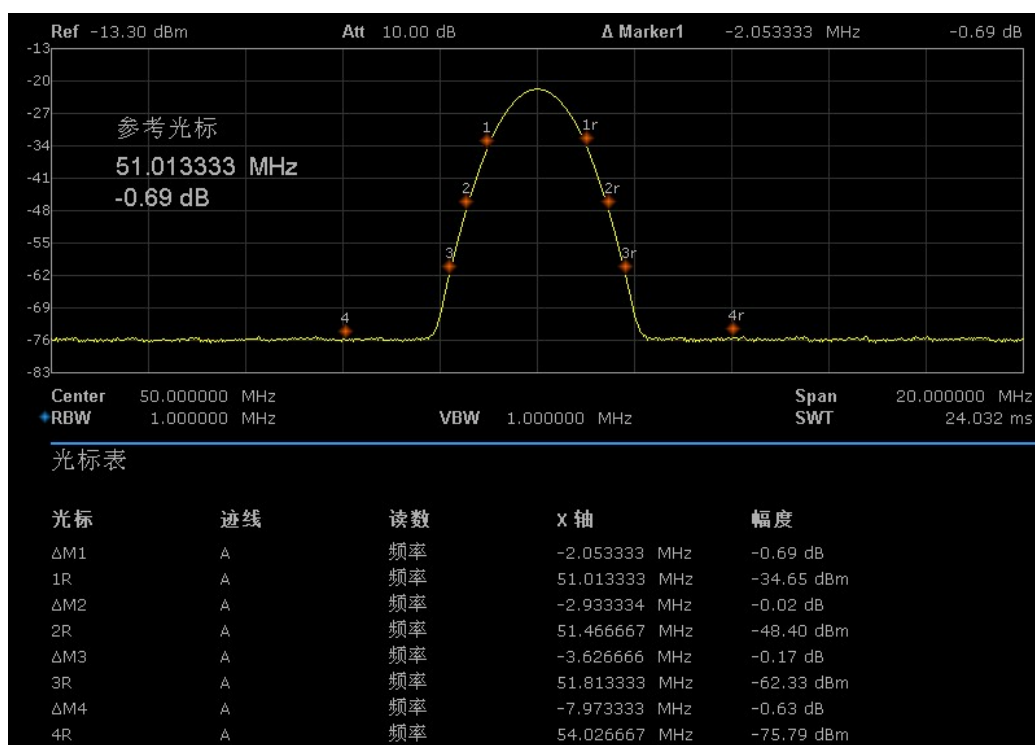 Ref -13.30 dBm Att 10.00 dB Δ Marker1 -2.053333 MHz -0.69 dB
-13
-20
-27
-34
-41
-48
-55
-62
-69
-76
-83
参考光标
51.013333 MHz
-0.69 dB
1 1r
2 2r
3 3r
4 4r
Center 50.000000 MHz Span 20.000000 MHz
RBW 1.000000 MHz VBW 1.000000 MHz SWT 24.032 ms
光标表
光标 迹线 读数 X 轴 幅度
ΔM1 A 频率 -2.053333 MHz -0.69 dB
1R A 频率 51.013333 MHz -34.65 dBm
ΔM2 A 频率 -2.933334 MHz -0.02 dB
2R A 频率 51.466667 MHz -48.40 dBm
ΔM3 A 频率 -3.626666 MHz -0.17 dB
3R A 频率 51.813333 MHz -62.33 dBm
ΔM4 A 频率 -7.973333 MHz -0.63 dB
4R A 频率 54.026667 MHz -75.79 dBm